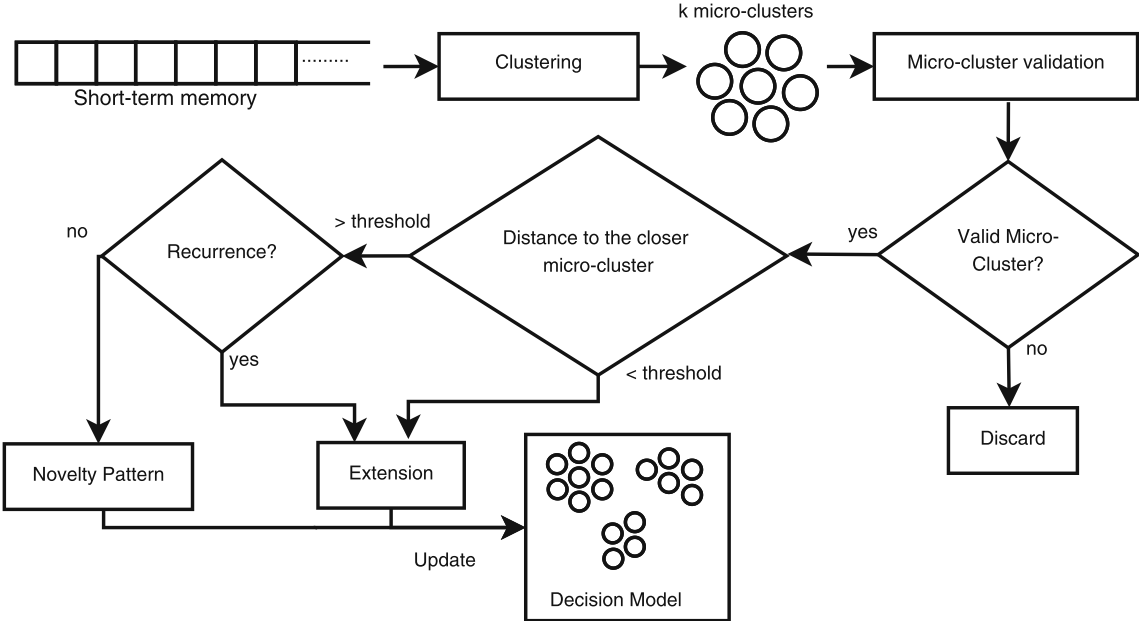 k micro-clusters
Short-term memory
Clustering
Micro-cluster validation
no
Recurrence?
> threshold
Distance to the closer
micro-cluster
yes
Valid Micro-
Cluster?
yes
< threshold
no
Novelty Pattern
Extension
Discard
Update
Decision Model